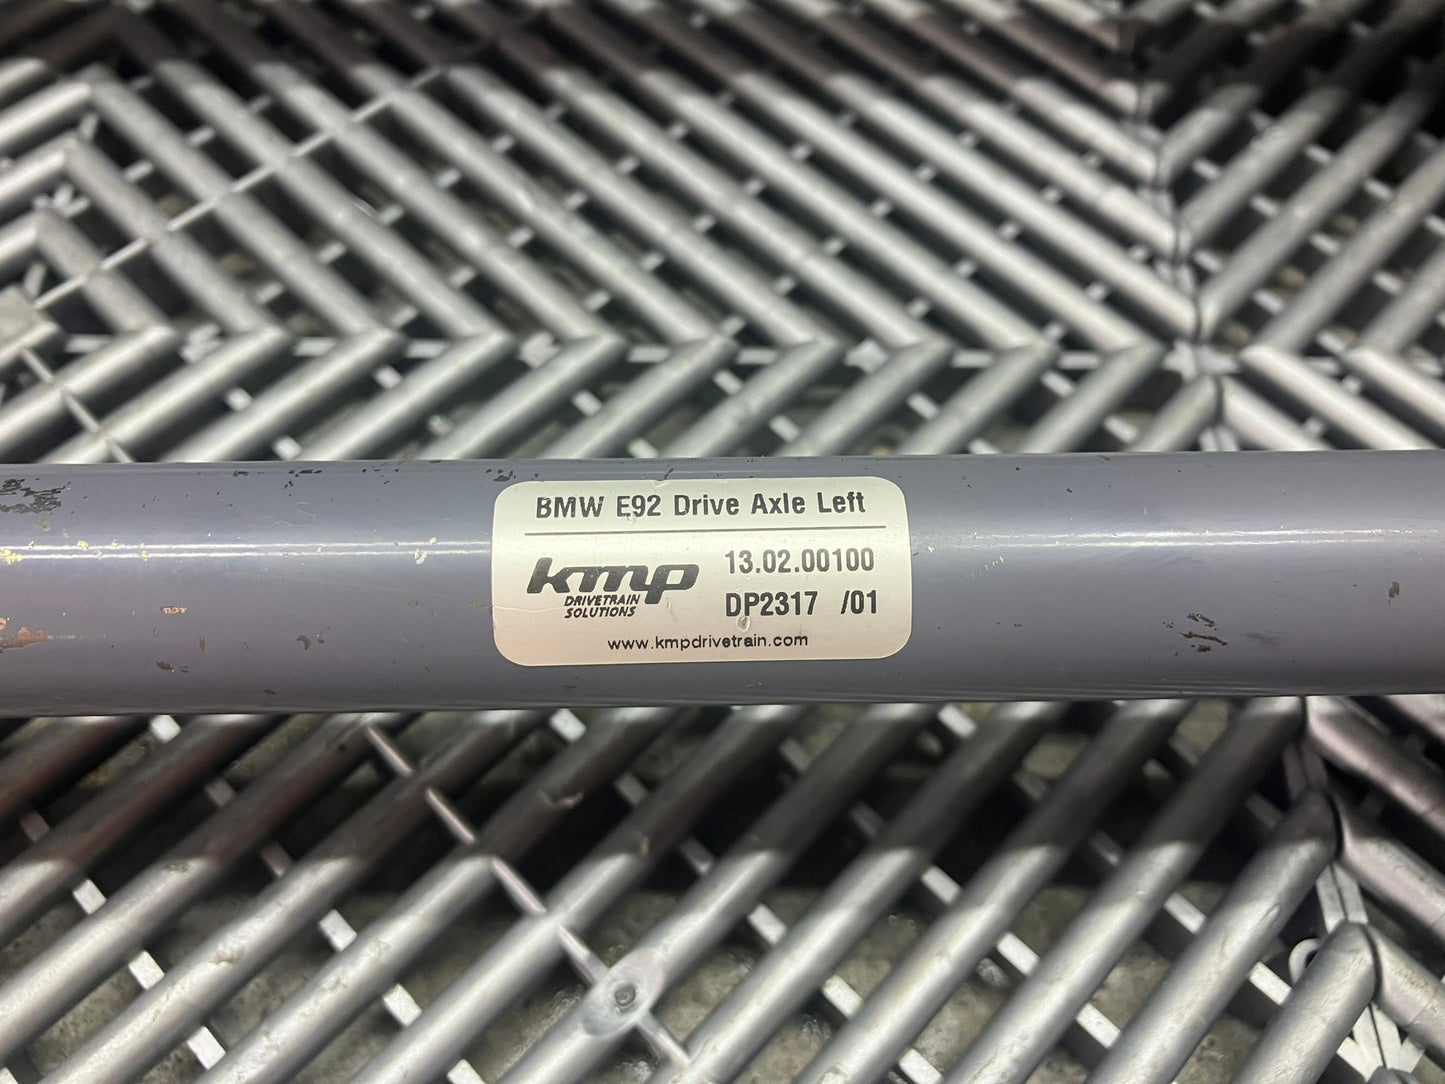 BMW E92 Drive Axle Left
kmp
DRIVETRAIN
SOLUTIONS
13.02.00100
DP2317 /01
www.kmpdrivetrain.com